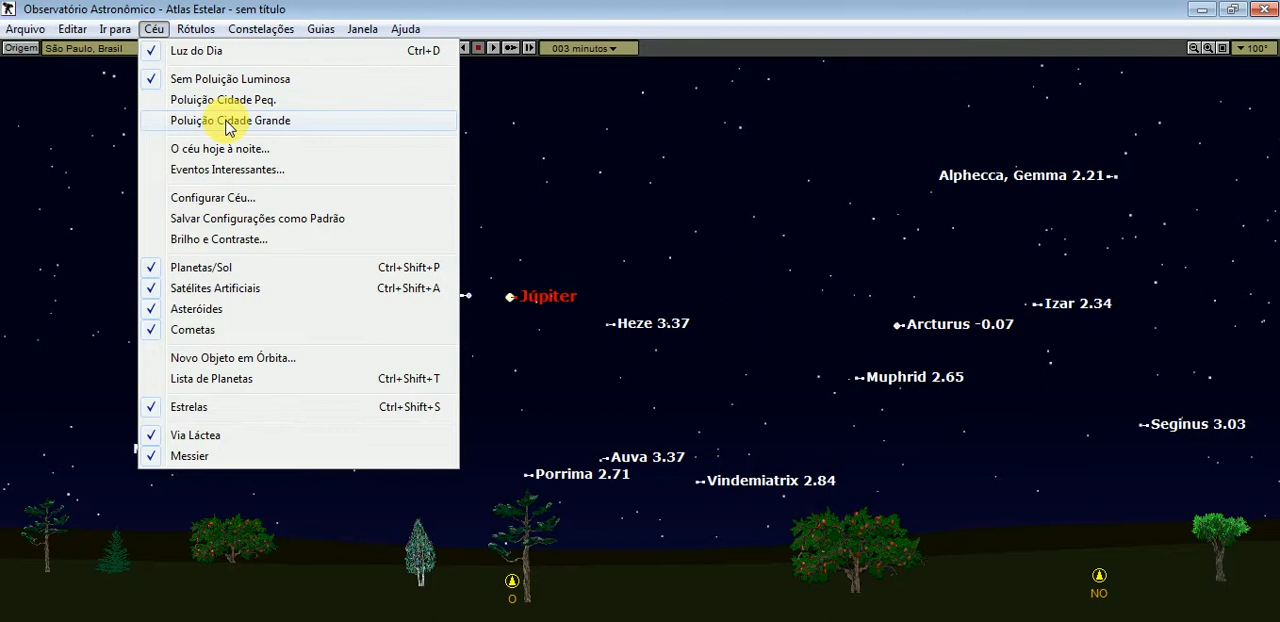 Observatório Astronômico - Atlas Estelar - sem título
Arquivo Editar Ir para Céu Rótulos Constelações Guias Janela Ajuda
Origem São Paulo, Brasil 003 minutos 100°
Luz do Dia Ctrl+D
Sem Poluição Luminosa
Poluição Cidade Peq.
Poluição Cidade Grande
O céu hoje à noite...
Eventos Interessantes...
Configurar Céu...
Salvar Configurações como Padrão
Brilho e Contraste...
Planetas/Sol Ctrl+Shift+P
Satélites Artificiais Ctrl+Shift+A
Asteróides
Cometas
Novo Objeto em Órbita...
Lista de Planetas Ctrl+Shift+T
Estrelas Ctrl+Shift+S
Via Láctea
Messier
Alphecca, Gemma 2.21
Júpiter
Izar 2.34
Heze 3.37
Arcturus -0.07
Muphrid 2.65
Segínus 3.03
Auva 3.37
Porrima 2.71
Vindemiatrix 2.84
O
NO